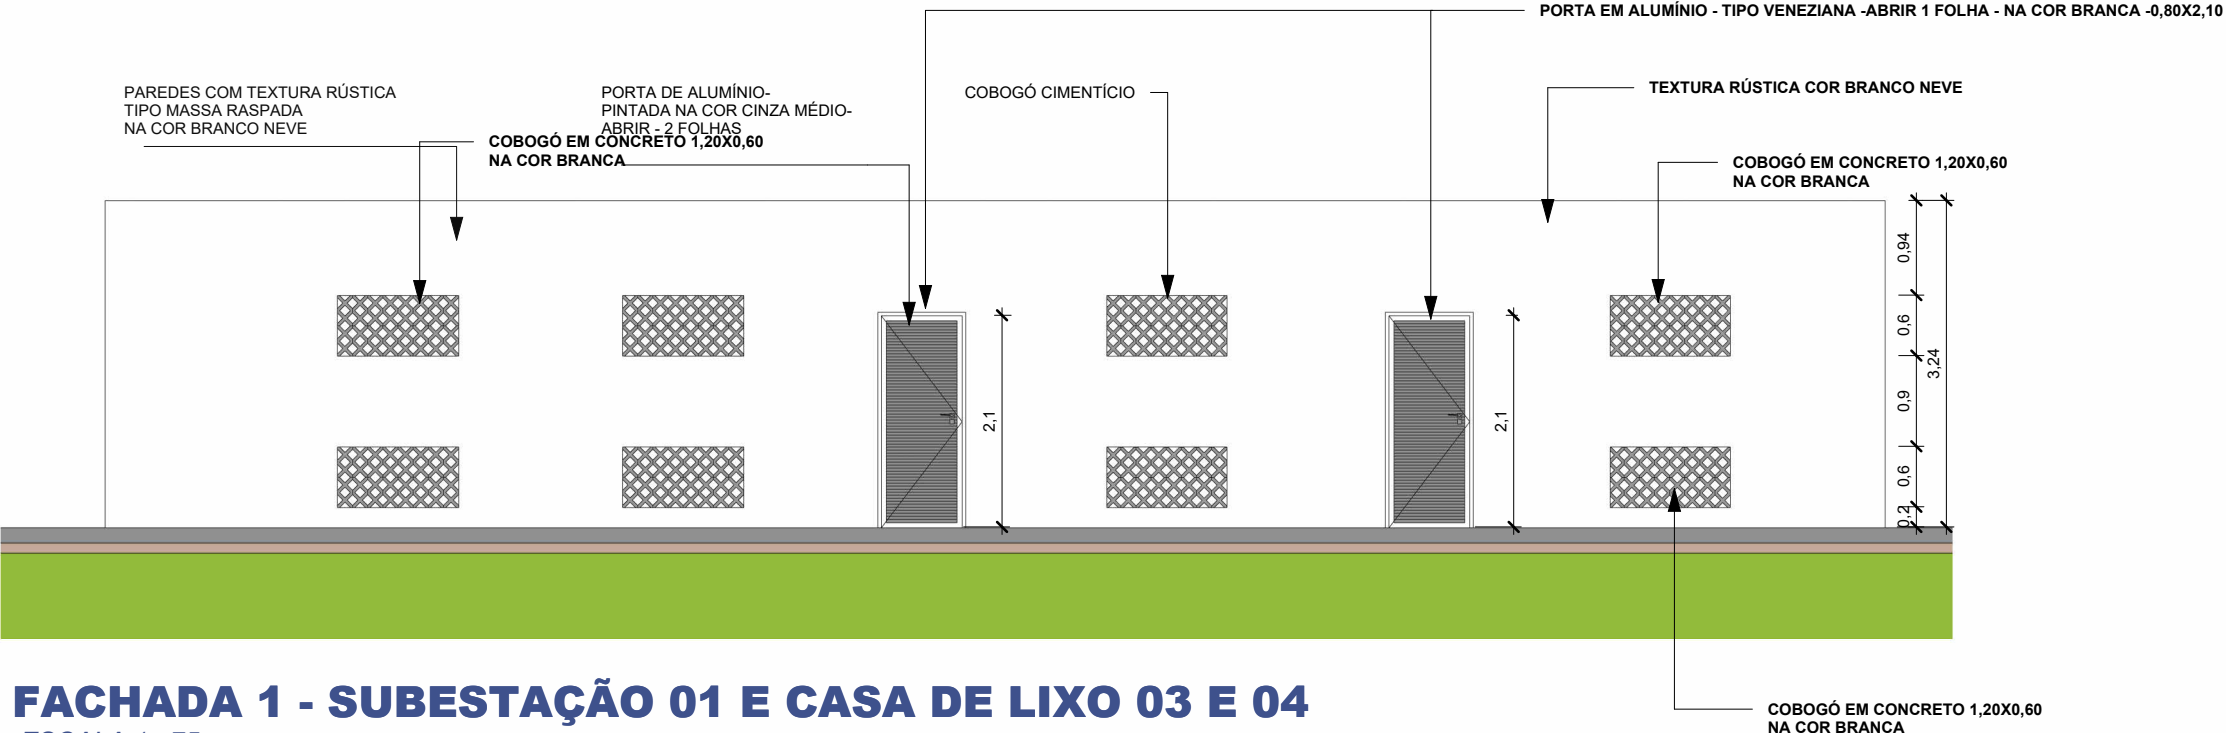 PORTA EM ALUMÍNIO - TIPO VENEZIANA -ABRIR 1 FOLHA - NA COR BRANCA -0,80X2,10
PAREDES COM TEXTURA RÚSTICA
TIPO MASSA RASPADA
NA COR BRANCO NEVE
PORTA DE ALUMÍNIO-
PINTADA NA COR CINZA MÉDIO-
ABRIR - 2 FOLHAS
COBOGÓ EM CONCRETO 1,20X0,60
NA COR BRANCA
COBOGÓ CIMENTÍCIO
TEXTURA RÚSTICA COR BRANCO NEVE
COBOGÓ EM CONCRETO 1,20X0,60
NA COR BRANCA
0,94
0,6
3,24
0,9
2,1
2,1
0,6
0,2
FACHADA 1 - SUBESTAÇÃO 01 E CASA DE LIXO 03 E 04
COBOGÓ EM CONCRETO 1,20X0,60
NA COR BRANCA